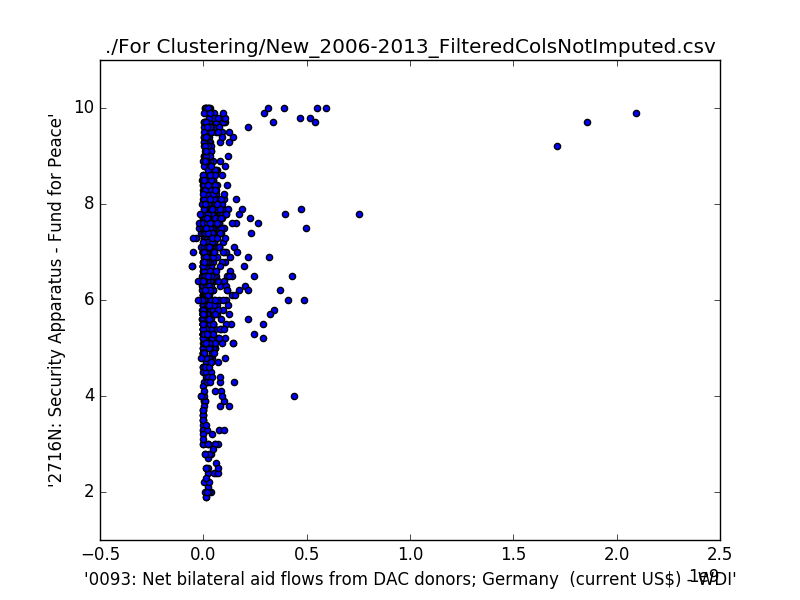 ./For Clustering/New_2006-2013_FilteredColsNotImputed.csv
'2716N: Security Apparatus - Fund for Peace'
10
8
6
4
2
−0.5 0.0 0.5 1.0 1.5 2.0 2.5
1e9
'0093: Net bilateral aid flows from DAC donors; Germany  (current US$) - WDI'